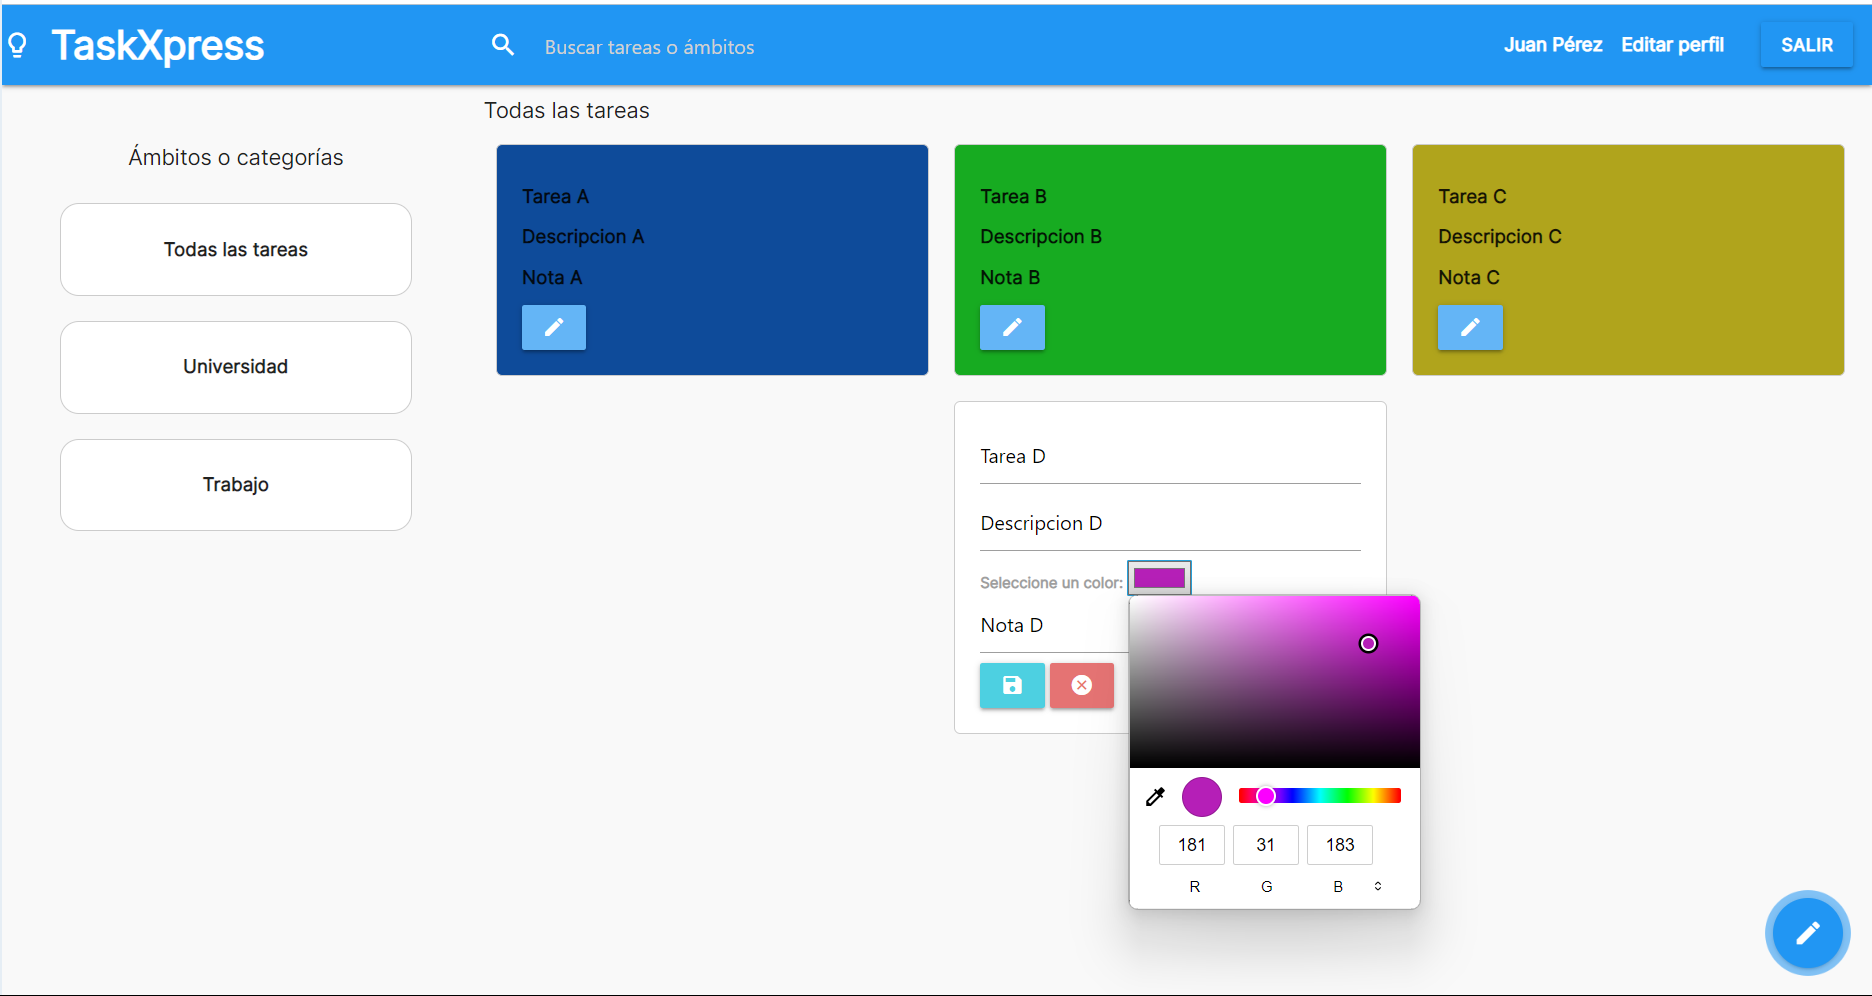 TaskXpress
Buscar tareas o ámbitos
Juan Pérez
Editar perfil
SALIR
Ámbitos o categorías
Todas las tareas
Universidad
Trabajo
Todas las tareas
Tarea A
Descripcion A
Nota A
Tarea B
Descripcion B
Nota B
Tarea C
Descripcion C
Nota C
Tarea D
Descripcion D
Seleccione un color:
Nota D
181 31 183
R G B